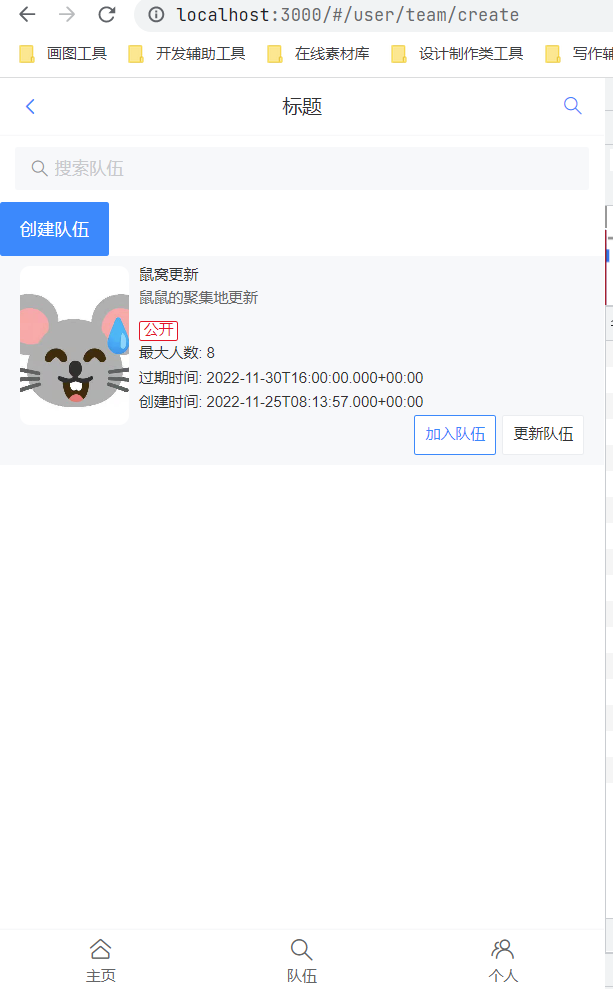 localhost:3000/#/user/team/create
画图工具 开发辅助工具 在线素材库 设计制作类工具 写作辅
标题
搜索队伍
创建队伍
鼠窝更新
鼠鼠的聚集地更新
公开
最大人数: 8
过期时间: 2022-11-30T16:00:00.000+00:00
创建时间: 2022-11-25T08:13:57.000+00:00
加入队伍 更新队伍
主页 队伍 个人